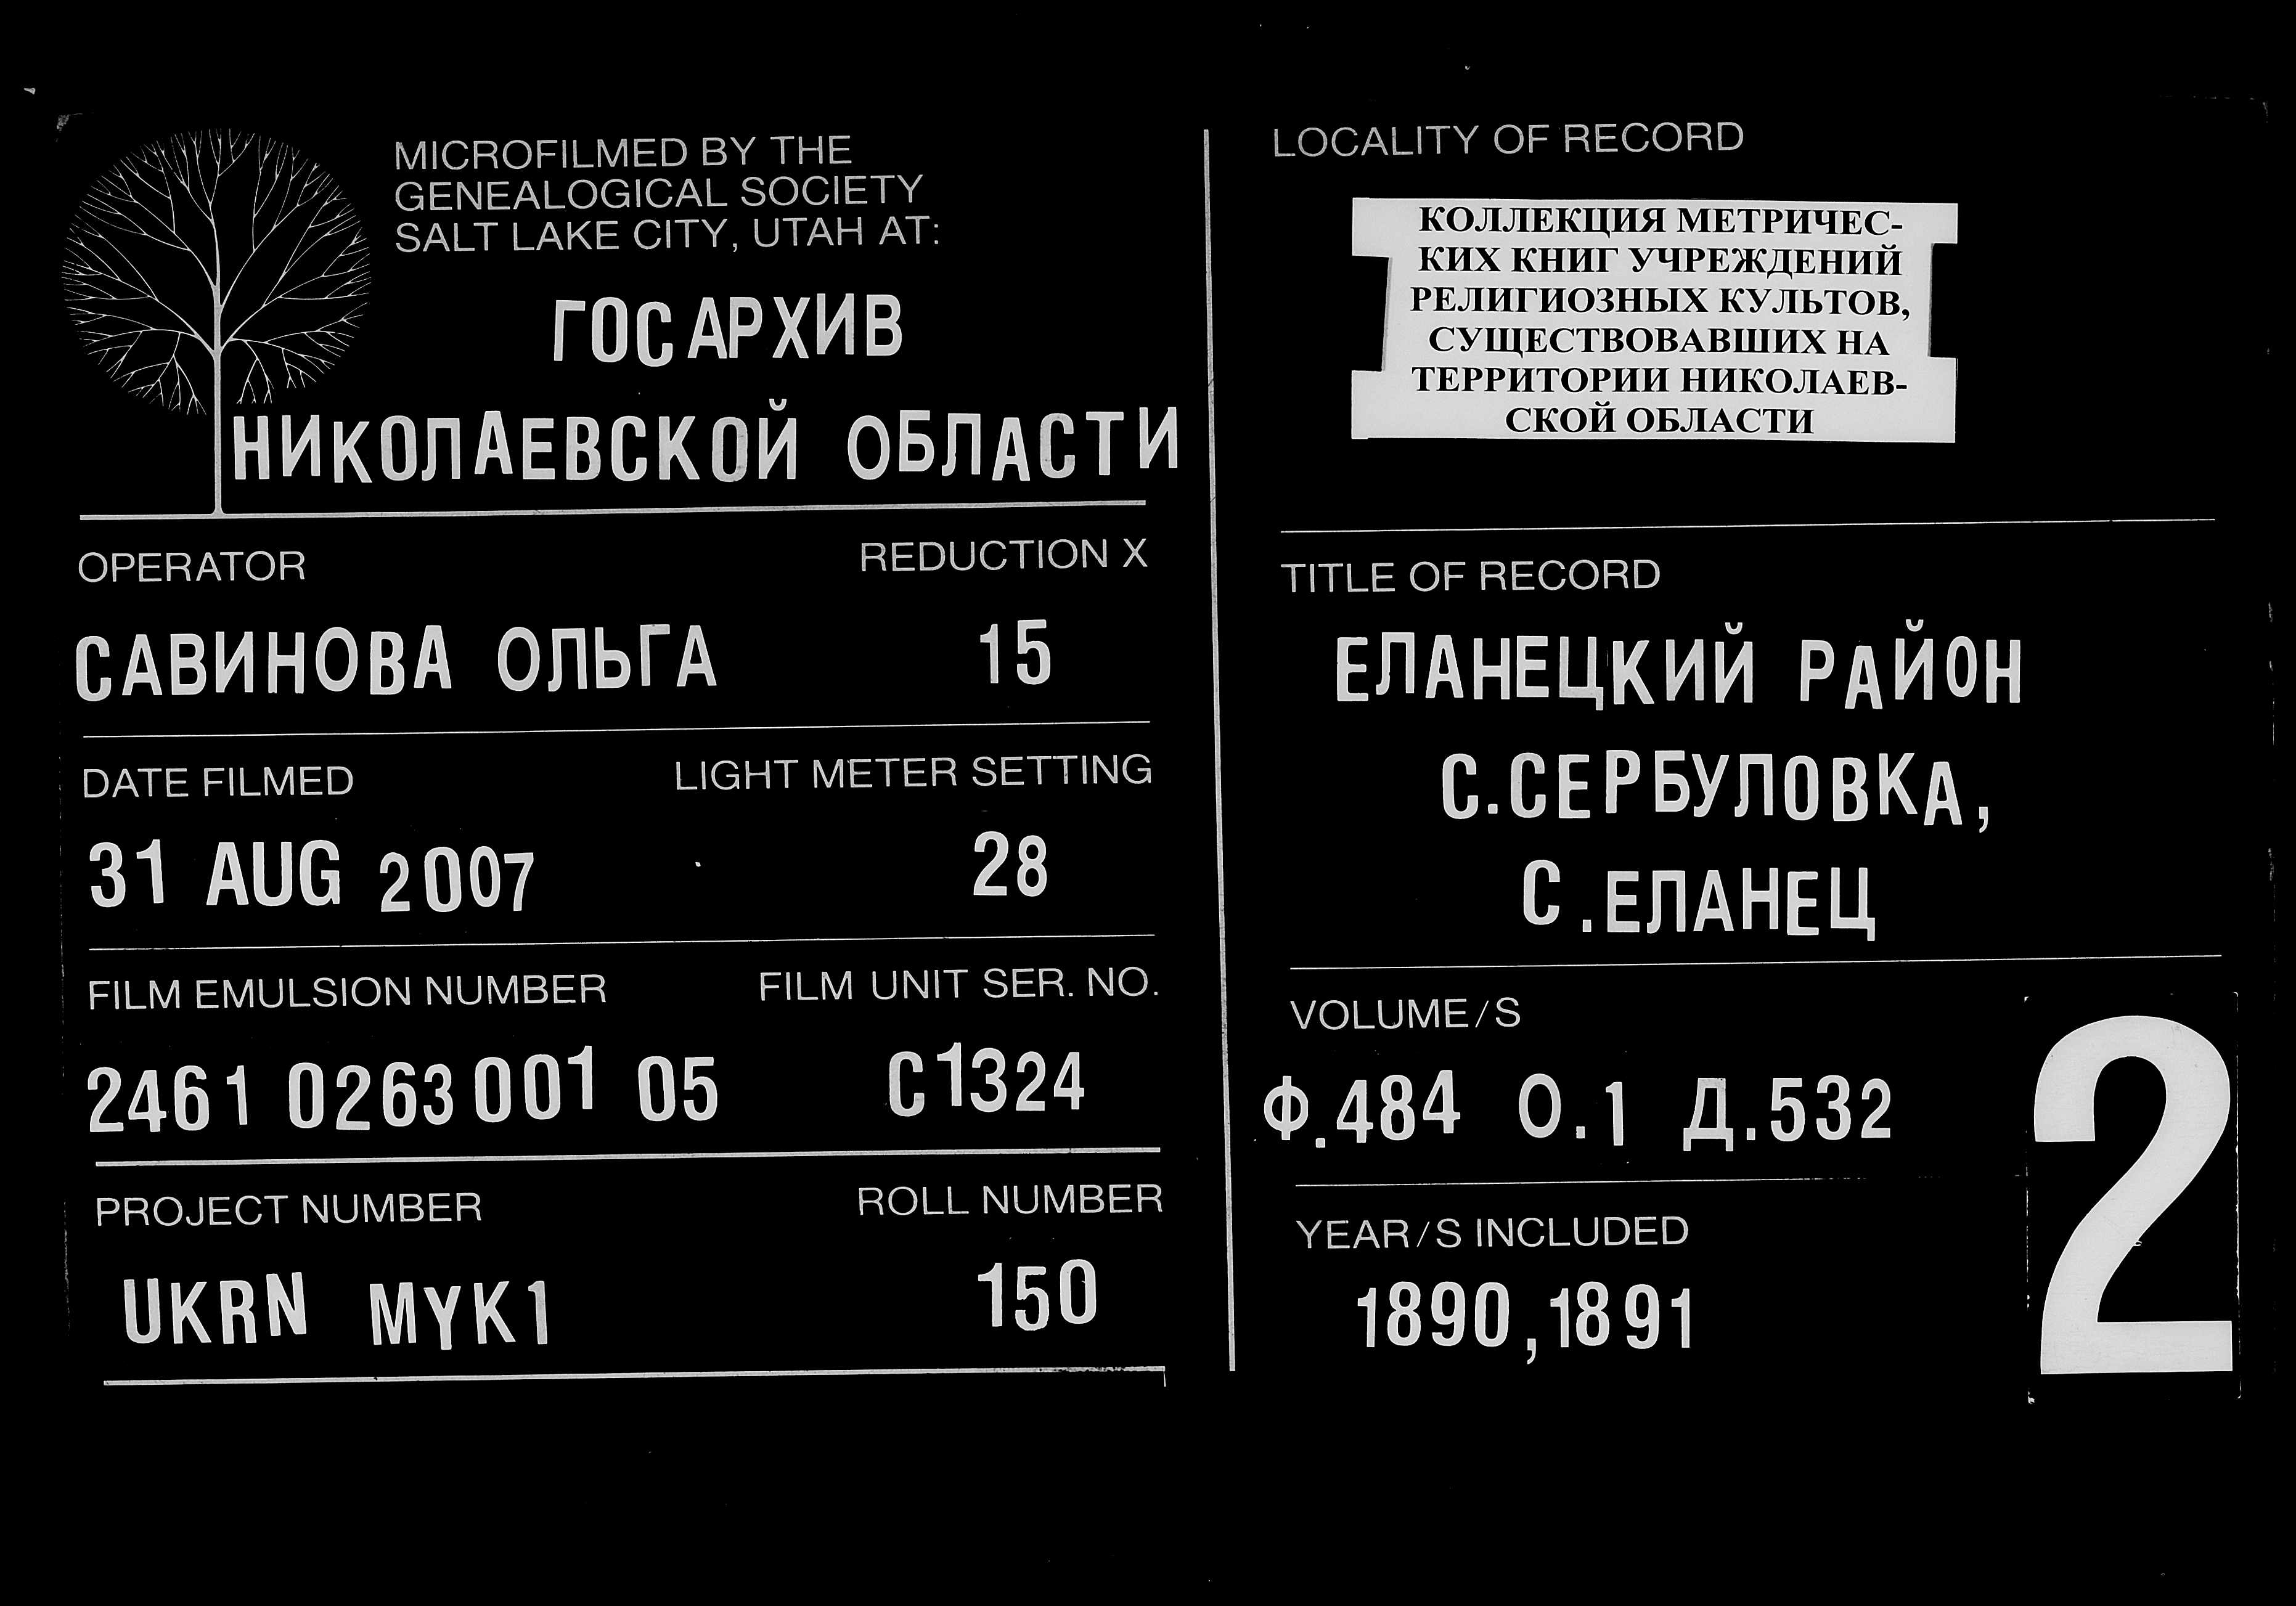 MICROFILMED BY THE
GENEALOGICAL SOCIETY
SALT LAKE CITY, UTAH AT:
ГОСАРХИВ
НИКОЛАЕВСКОЙ ОБЛАСТИ
OPERATOR
REDUCTION X
САВИНОВА ОЛЬГА
15
DATE FILMED
LIGHT METER SETTING
31 AUG 2007
28
FILM EMULSION NUMBER
FILM UNIT SER. NO.
2461 0263 001 05
C1324
PROJECT NUMBER
ROLL NUMBER
UKRN MYK1
150
LOCALITY OF RECORD
КОЛЛЕКЦИЯ МЕТРИЧЕС-
КИХ КНИГ УЧРЕЖДЕНИЙ
РЕЛИГИОЗНЫХ КУЛЬТОВ,
СУЩЕСТВОВАВШИХ НА
ТЕРРИТОРИИ НИКОЛАЕВ-
СКОЙ ОБЛАСТИ
TITLE OF RECORD
ЕЛАНЕЦКИЙ РАЙОН
С.СЕРБУЛОВКА,
С.ЕЛАНЕЦ
VOLUME/S
Ф.484 О.1 Д.532
YEAR/S INCLUDED
1890,1891
2